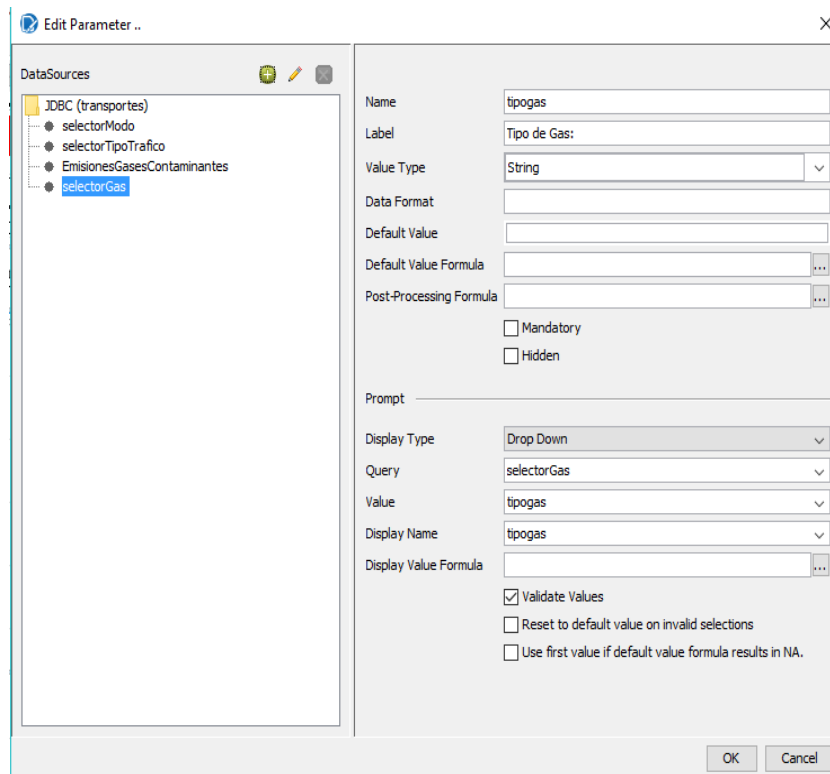 Edit Parameter ..
DataSources
JDBC (transportes)
selectorModo
selectorTipoTrafico
EmisionesGasesContaminantes
selectorGas
Name tipogas
Label Tipo de Gas:
Value Type String
Data Format
Default Value
Default Value Formula ...
Post-Processing Formula ...
Mandatory
Hidden
Prompt
Display Type Drop Down
Query selectorGas
Value tipogas
Display Name tipogas
Display Value Formula ...
Validate Values
Reset to default value on invalid selections
Use first value if default value formula results in NA.
OK Cancel